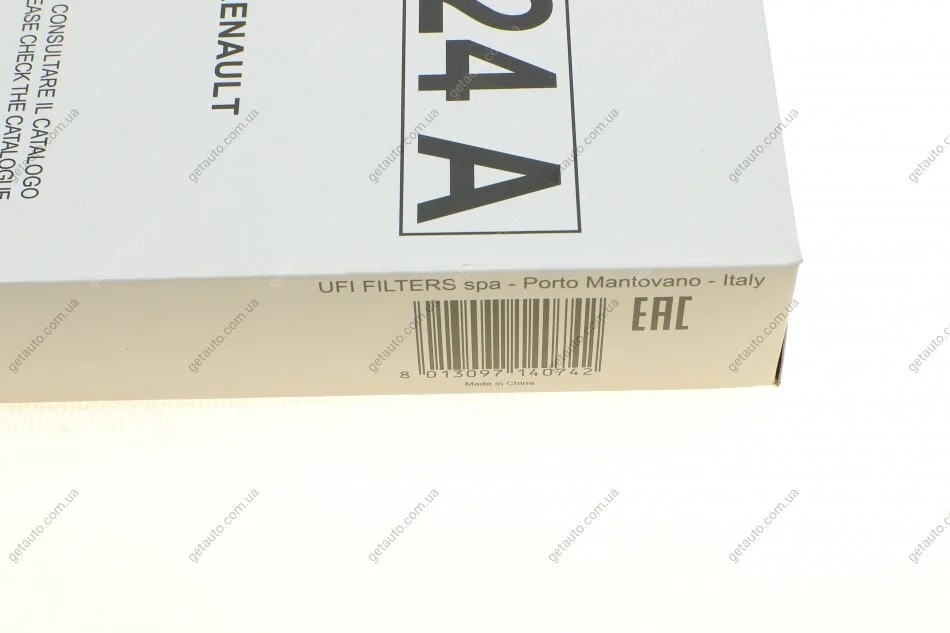 CONSULTARE IL CATALOGO
CHECK THE CATALOGUE
ENAULT
24 A
UFI FILTERS spa - Porto Mantovano - Italy
EAC
8 013097 140742
Made in China
getauto.com.ua